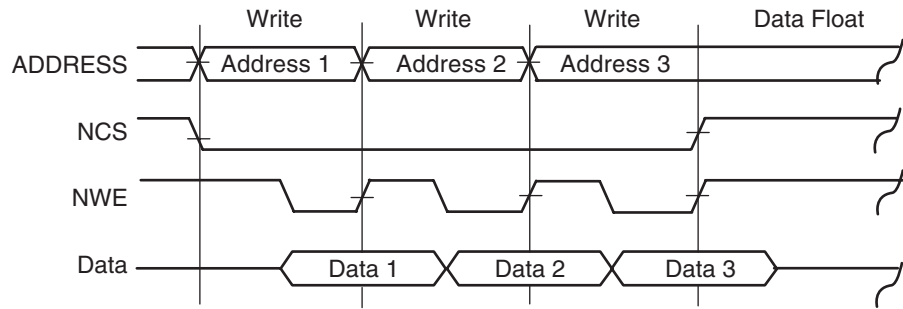 Write Write Write Data Float
ADDRESS Address 1 Address 2 Address 3
NCS
NWE
Data Data 1 Data 2 Data 3